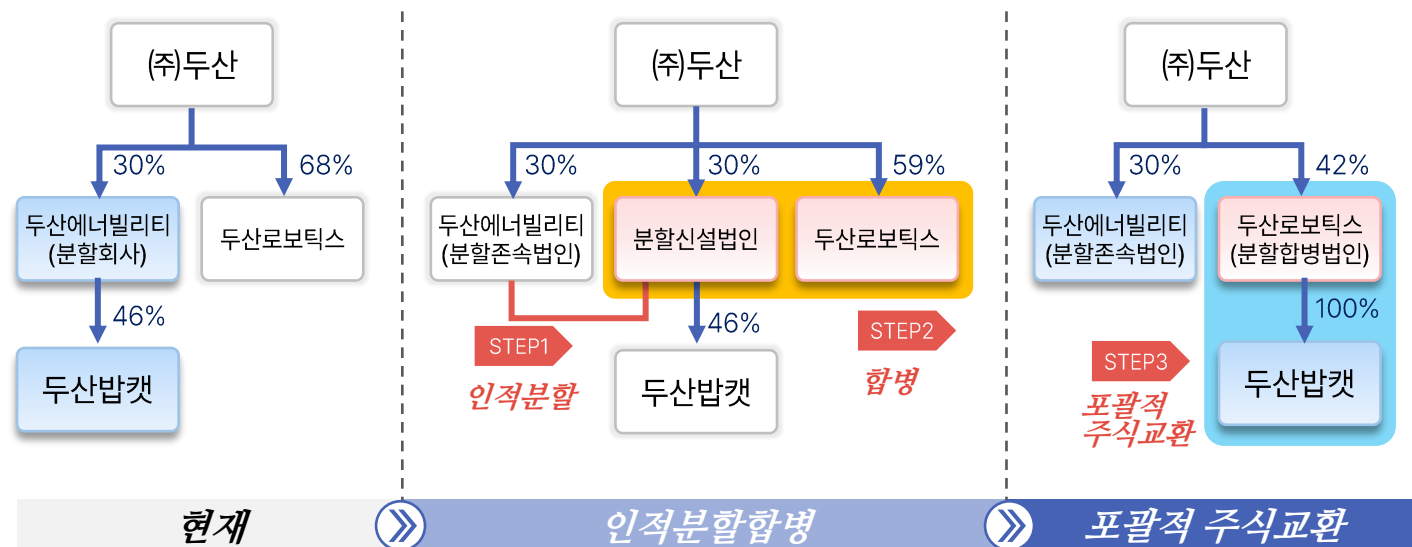 ㈜두산
30%
68%
두산에너빌리티
(분할회사)
두산로보틱스
46%
두산밥캣
현재
㈜두산
30%
30%
59%
두산에너빌리티
(분할존속법인)
분할신설법인
두산로보틱스
STEP1
인적분할
46%
STEP2
합병
두산밥캣
인적분할합병
㈜두산
30%
42%
두산에너빌리티
(분할존속법인)
두산로보틱스
(분할합병법인)
100%
STEP3
포괄적
주식교환
두산밥캣
포괄적 주식교환